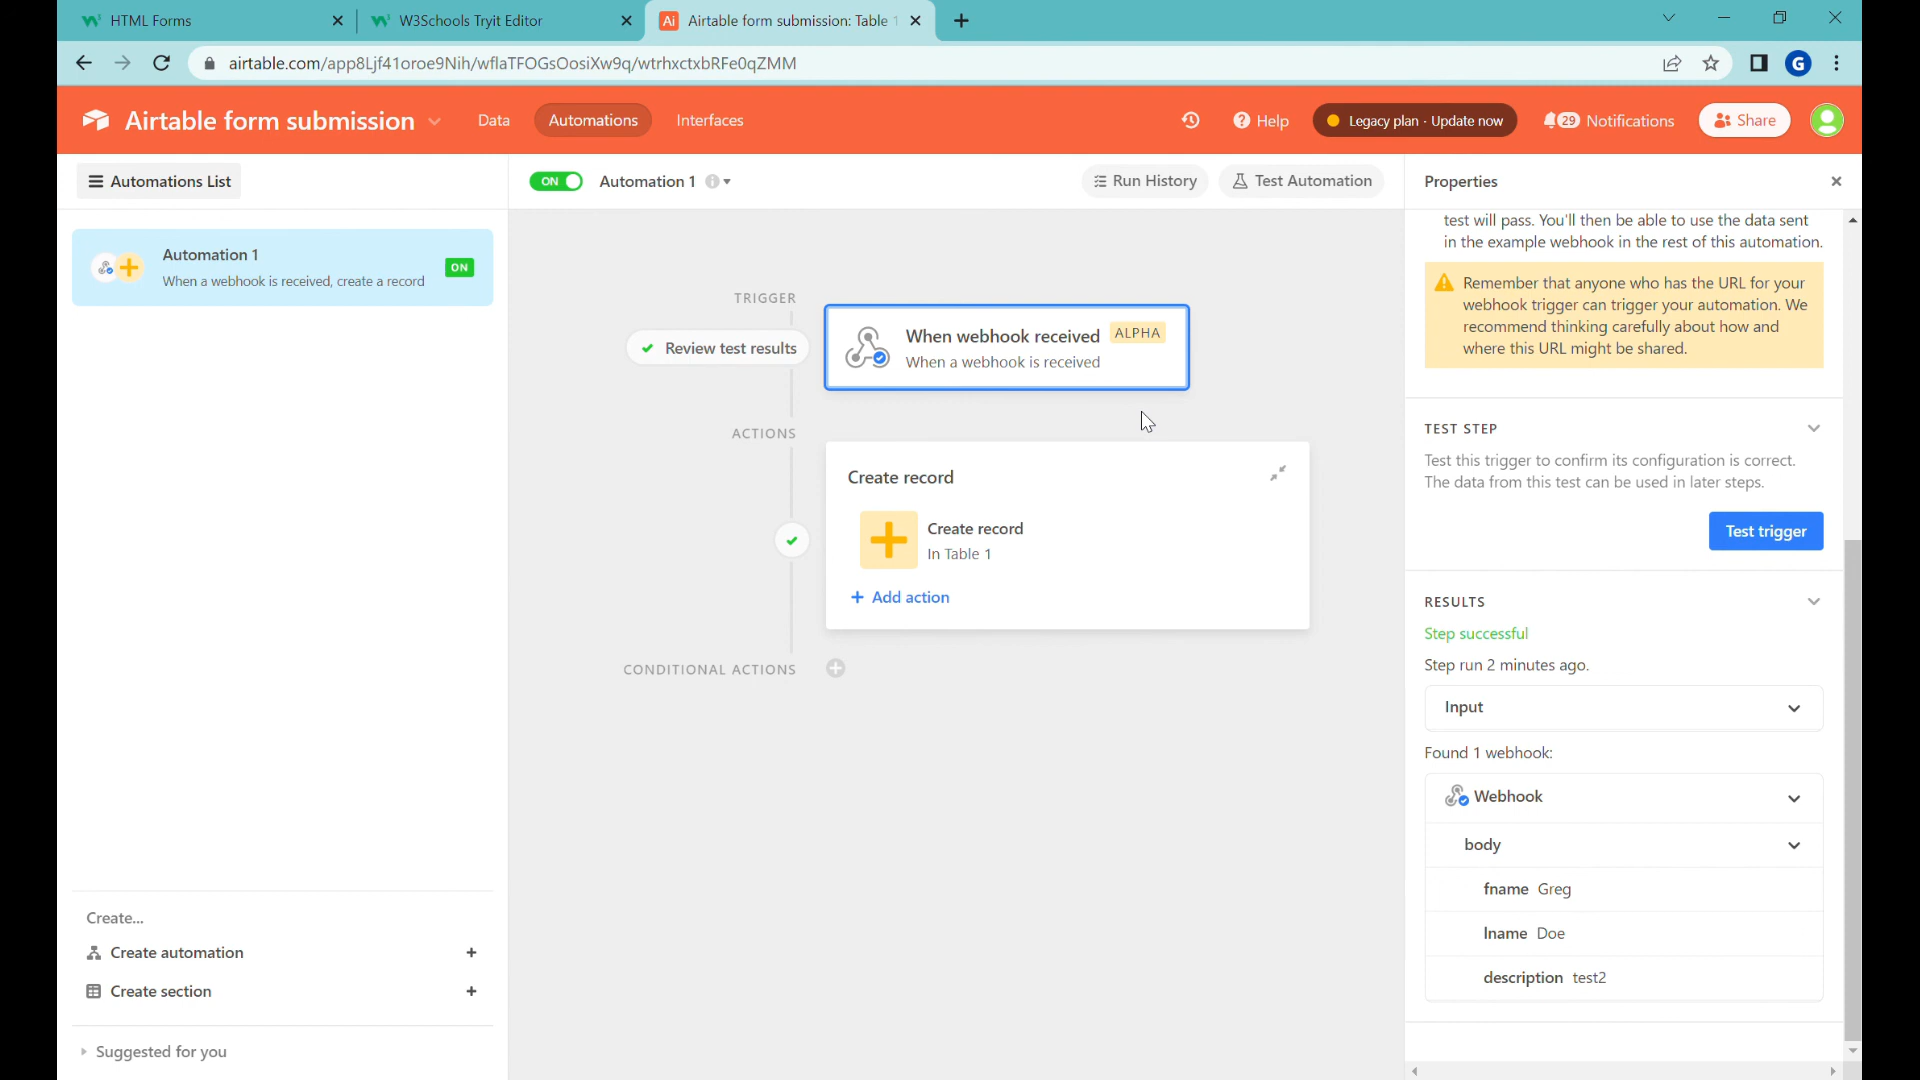 HTML Forms
W3Schools Tryit Editor
Airtable form submission: Table 1
airtable.com/app8Ljf41oroe9Nih/wflaTFOGsOosiXw9q/wtrhxctxbRFe0qZMM
G
Airtable form submission
Data
Automations
Interfaces
Help
Legacy plan · Update now
29
Notifications
Share
Automations List
ON
Automation 1
Run History
Test Automation
Properties
Automation 1
When a webhook is received, create a record
ON
TRIGGER
Review test results
When webhook received
ALPHA
When a webhook is received
ACTIONS
Create record
Create record
In Table 1
+ Add action
CONDITIONAL ACTIONS
test will pass. You'll then be able to use the data sent
in the example webhook in the rest of this automation.
Remember that anyone who has the URL for your
webhook trigger can trigger your automation. We
recommend thinking carefully about how and
where this URL might be shared.
TEST STEP
Test this trigger to confirm its configuration is correct.
The data from this test can be used in later steps.
Test trigger
RESULTS
Step successful
Step run 2 minutes ago.
Input
Found 1 webhook:
Webhook
body
fname Greg
lname Doe
description test2
Create...
Create automation
Create section
Suggested for you